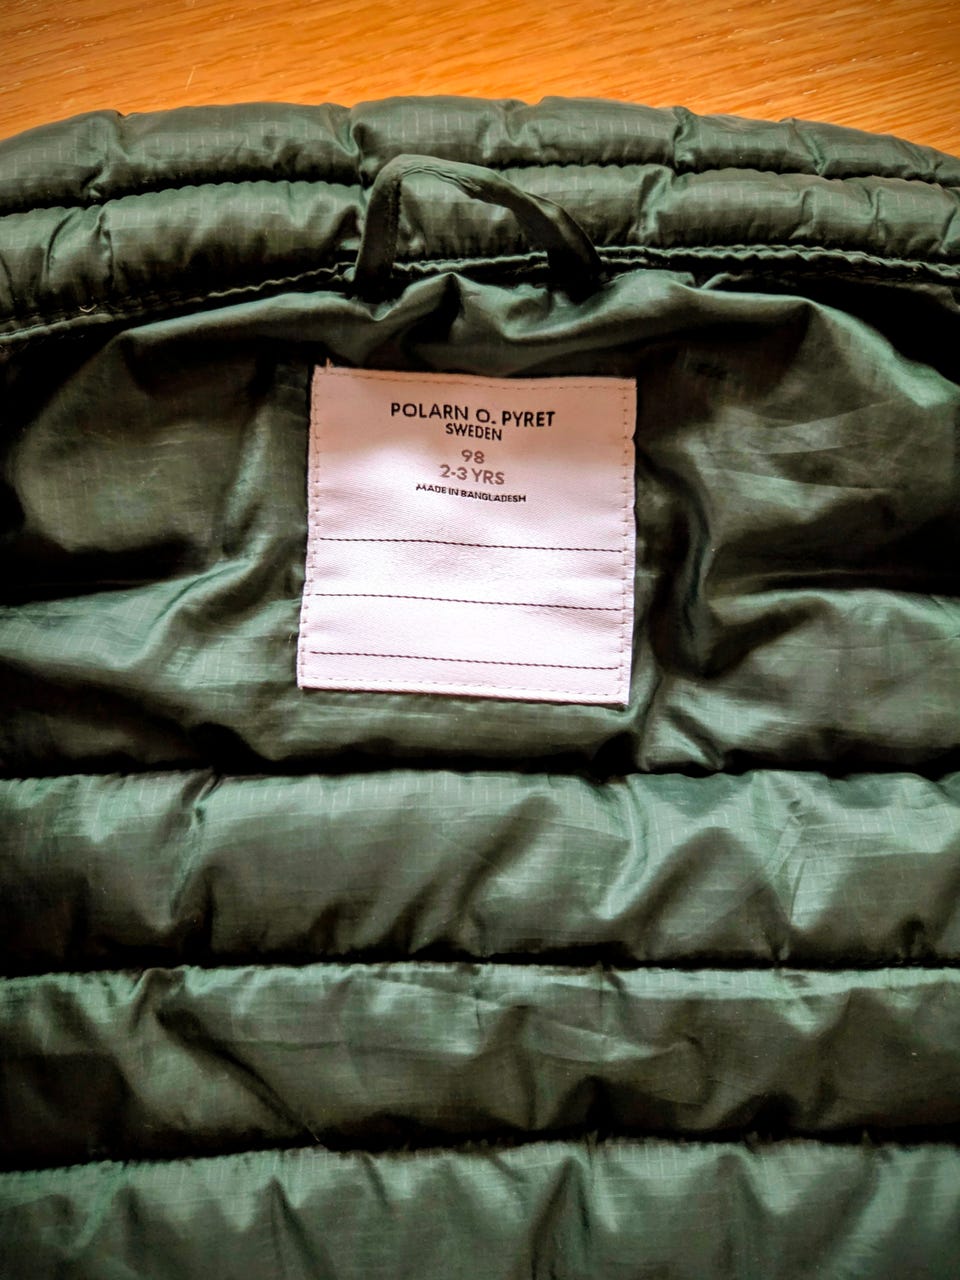 POLARN O. PYRET
SWEDEN
98
2-3 YRS
MADE IN BANGLADESH